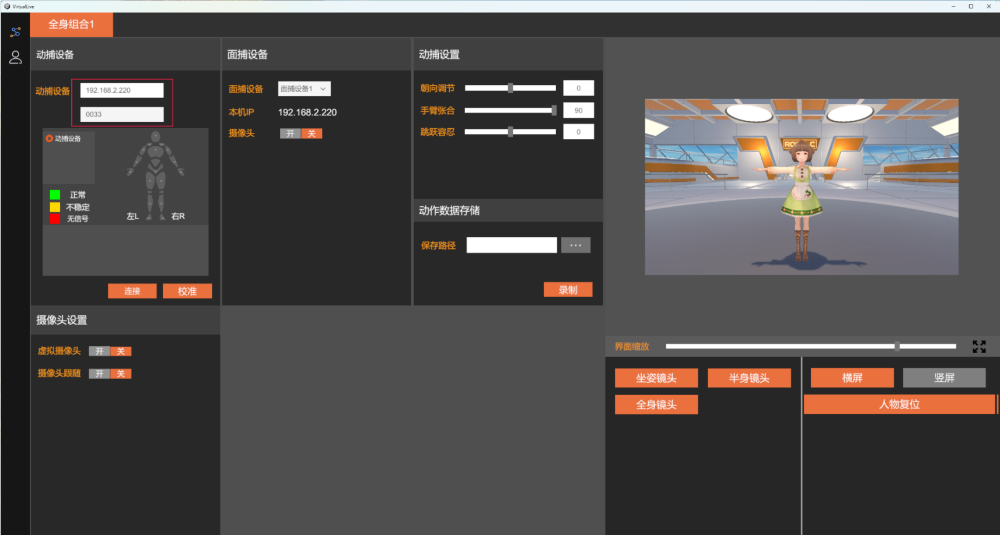 VirtualLive
全身组合1
动捕设备
动捕设备
192.168.2.220
0033
动捕设备
正常
不稳定
无信号
左L
右R
连接
校准
面捕设备
面捕设备
面捕设备1
本机IP
192.168.2.220
摄像头
开
关
动捕设置
朝向调节
0
手臂张合
90
跳跃容忍
0
动作数据存储
保存路径
...
录制
摄像头设置
虚拟摄像头
开
关
摄像头跟随
开
关
界面缩放
坐姿镜头
半身镜头
全身镜头
横屏
竖屏
人物复位